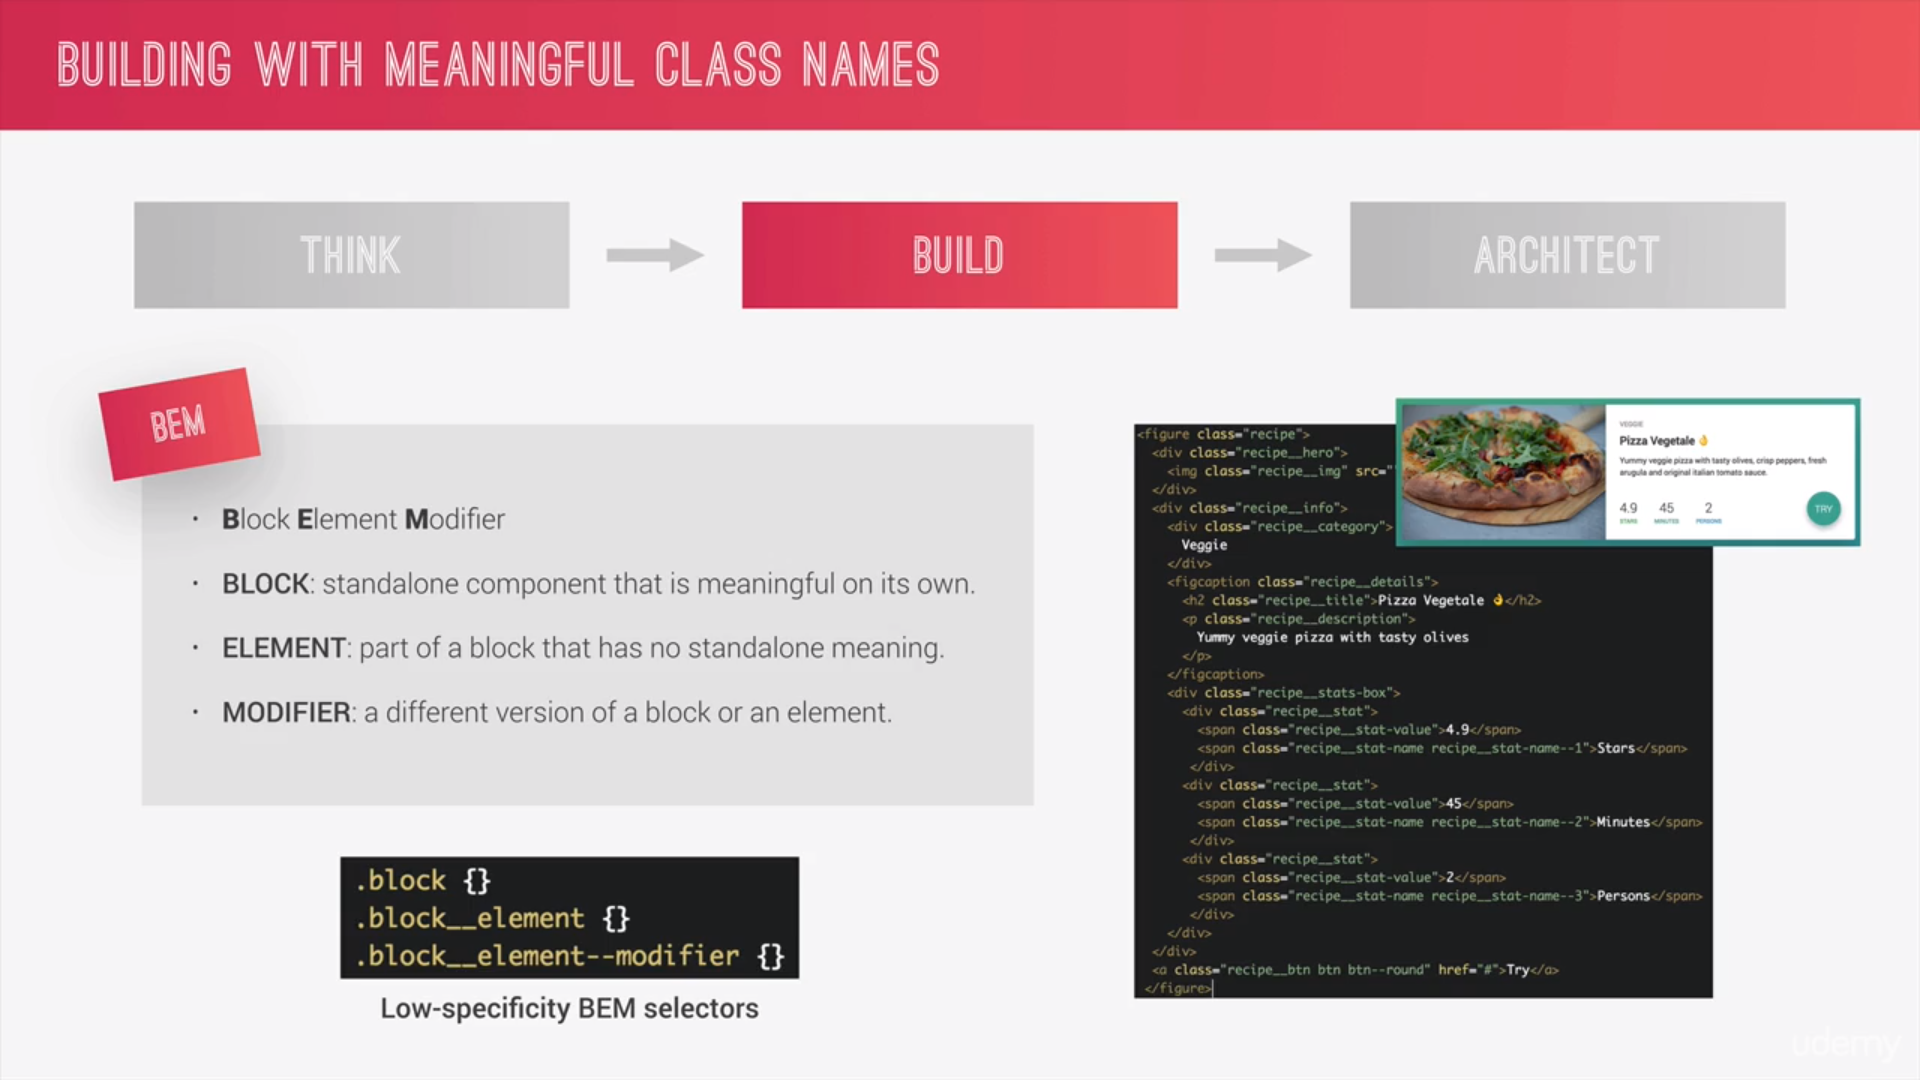 BUILDING WITH MEANINGFUL CLASS NAMES
THINK
BUILD
ARCHITECT
BEM
· Block Element Modifier
· BLOCK: standalone component that is meaningful on its own.
· ELEMENT: part of a block that has no standalone meaning.
· MODIFIER: a different version of a block or an element.
.block {}
.block__element {}
.block__element--modifier {}
Low-specificity BEM selectors
<figure class="recipe">
<div class="recipe__hero">
<img class="recipe__img" src="
</div>
<div class="recipe__info">
<div class="recipe__category">
Veggie
</div>
<figcaption class="recipe__details">
<h2 class="recipe__title">Pizza Vegetale 👌</h2>
<p class="recipe__description">
Yummy veggie pizza with tasty olives
</p>
</figcaption>
<div class="recipe__stats-box">
<div class="recipe__stat">
<span class="recipe__stat-value">4.9</span>
<span class="recipe__stat-name recipe__stat-name--1">Stars</span>
</div>
<div class="recipe__stat">
<span class="recipe__stat-value">45</span>
<span class="recipe__stat-name recipe__stat-name--2">Minutes</span>
</div>
<div class="recipe__stat">
<span class="recipe__stat-value">2</span>
<span class="recipe__stat-name recipe__stat-name--3">Persons</span>
</div>
</div>
</div>
<a class="recipe__btn btn btn--round" href="#">Try</a>
</figure>
VEGGIE
Pizza Vegetale 👌
Yummy veggie pizza with tasty olives, crisp peppers, fresh
arugula and original italian tomato sauce.
4.9 45 2
STARS MINUTES PERSONS
TRY
udemy